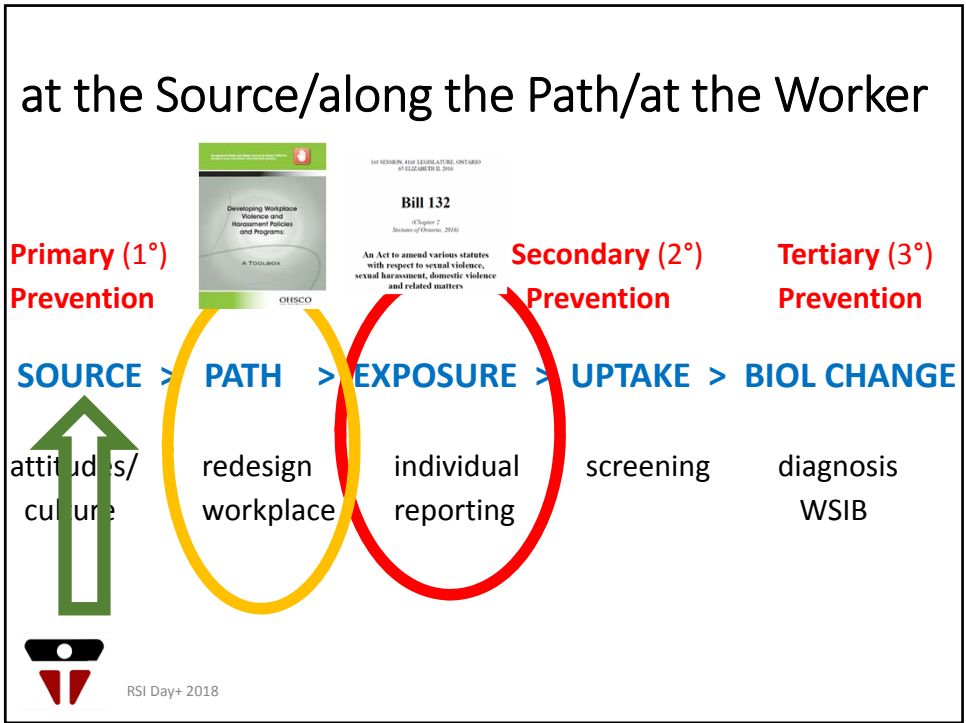 at the Source/along the Path/at the Worker
Developing Workplace
Violence and
Harassment Policies
and Programs:
A TOOLBOX
OHSCO
1ST SESSION, 41ST LEGISLATURE, ONTARIO
65 ELIZABETH II, 2016
Bill 132
(Chapter 2
Statutes of Ontario, 2016)
An Act to amend various statutes
with respect to sexual violence,
sexual harassment, domestic violence
and related matters
Primary (1°)
Prevention
Secondary (2°)
Prevention
Tertiary (3°)
Prevention
SOURCE > PATH > EXPOSURE > UPTAKE > BIOL CHANGE
attitudes/ redesign individual screening diagnosis
culture workplace reporting WSIB
RSI Day+ 2018